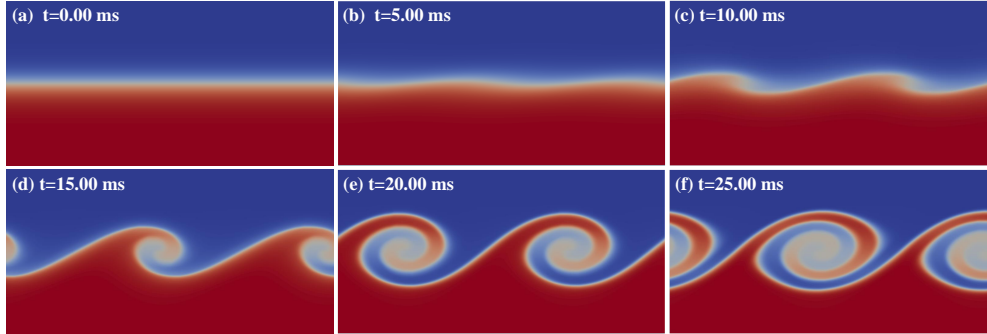 (a) t=0.00 ms
(b) t=5.00 ms
(c) t=10.00 ms
(d) t=15.00 ms
(e) t=20.00 ms
(f) t=25.00 ms